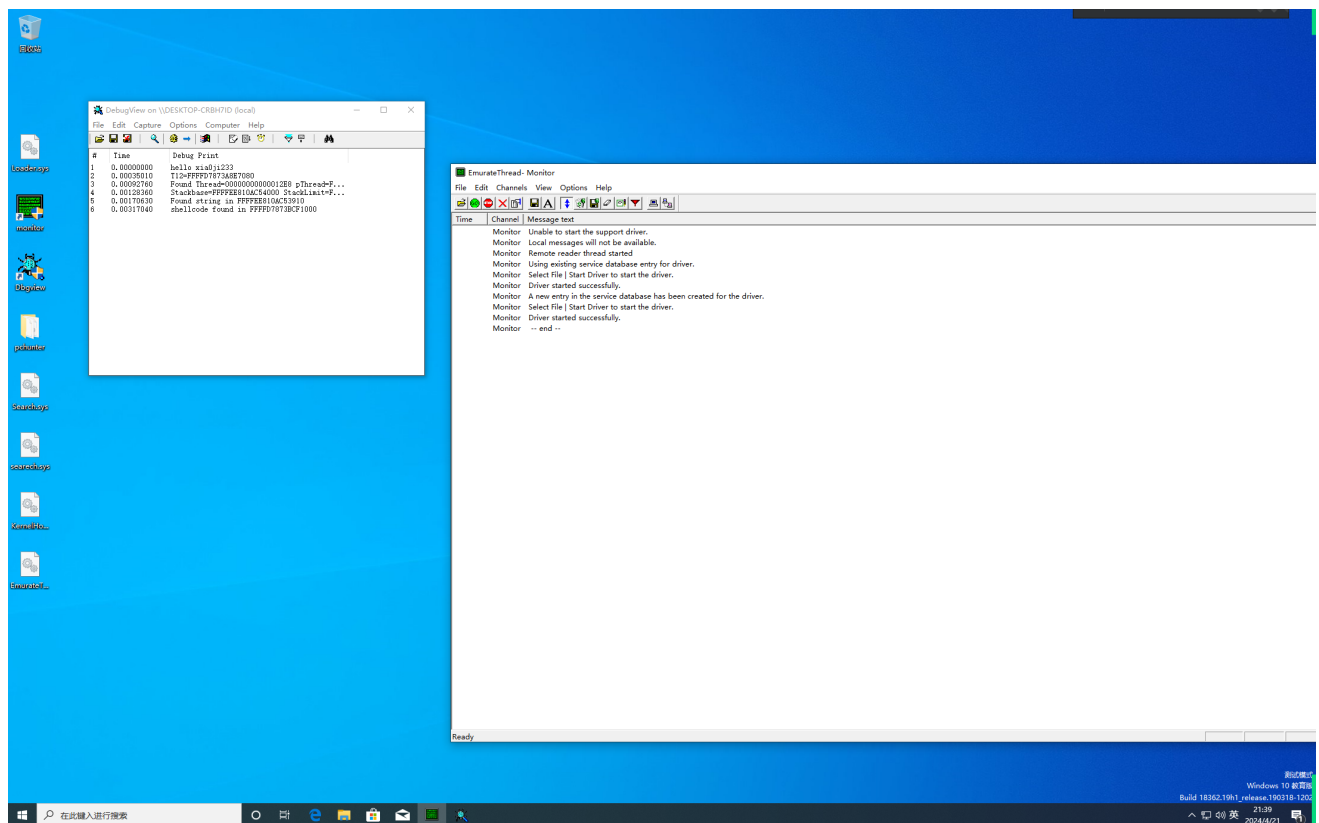 回收站
Loader.sys
monitor
Dbgview
pchunter
Search.sys
searech.sys
KernelHo...
EmurateT...
DebugView on \\DESKTOP-CRBH7ID (local)
File Edit Capture Options Computer Help
# Time Debug Print
1 0.00000000 hello xia0ji233
2 0.00035010 T12=FFFFD7873A8E7080
3 0.00092760 Found Thread=00000000000012E8 pThread=F...
4 0.00128360 Stackbase=FFFFEE810AC54000 StackLimit=F...
5 0.00170630 Found string in FFFFEE810AC53910
6 0.00317040 shellcode found in FFFFD7873BCF1000
EmurateThread- Monitor
File Edit Channels View Options Help
Time Channel Message text
Monitor Unable to start the support driver.
Monitor Local messages will not be available.
Monitor Remote reader thread started
Monitor Using existing service database entry for driver.
Monitor Select File | Start Driver to start the driver.
Monitor Driver started successfully.
Monitor A new entry in the service database has been created for the driver.
Monitor Select File | Start Driver to start the driver.
Monitor Driver started successfully.
Monitor -- end --
Ready
测试模式
Windows 10 教育版
Build 18362.19h1_release.190318-1202
在此键入进行搜索
英
21:39
2024/4/21